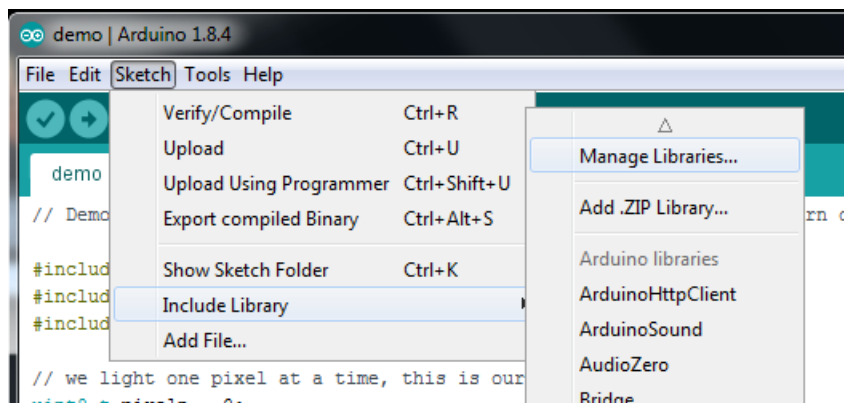 demo | Arduino 1.8.4
File Edit Sketch Tools Help
Verify/Compile Ctrl+R
Upload Ctrl+U
Upload Using Programmer Ctrl+Shift+U
Export compiled Binary Ctrl+Alt+S
Show Sketch Folder Ctrl+K
Include Library
Add File...
Manage Libraries...
Add .ZIP Library...
Arduino libraries
ArduinoHttpClient
ArduinoSound
AudioZero
Bridge
demo
// Demo
#includ
#includ
#includ
// we light one pixel at a time, this is our